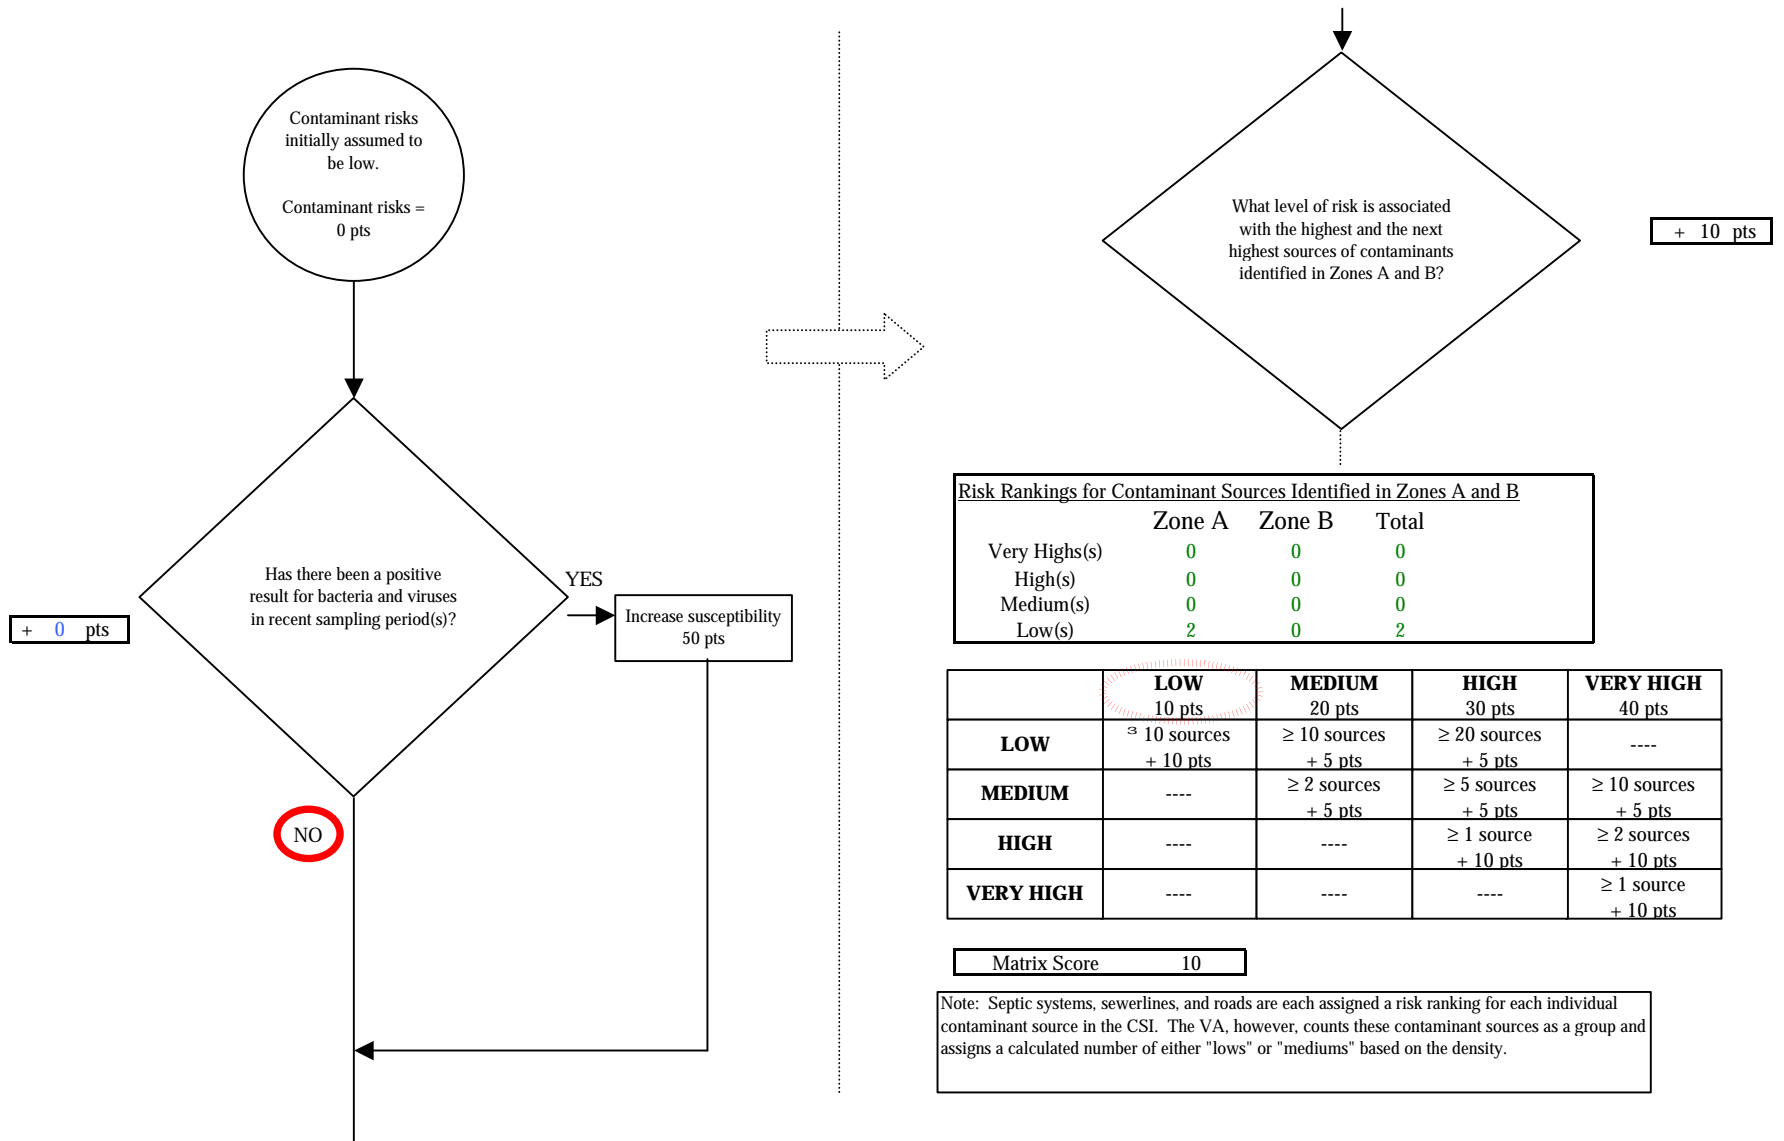 Contaminant risks
initially assumed to
be low.
Contaminant risks =
0 pts
Has there been a positive
result for bacteria and viruses
in recent sampling period(s)?
YES
Increase susceptibility
50 pts
+ 0 pts
NO
What level of risk is associated
with the highest and the next
highest sources of contaminants
identified in Zones A and B?
+ 10 pts
Risk Rankings for Contaminant Sources Identified in Zones A and B
Zone A Zone B Total
Very Highs(s) 0 0 0
High(s) 0 0 0
Medium(s) 0 0 0
Low(s) 2 0 2
LOW MEDIUM HIGH VERY HIGH
10 pts 20 pts 30 pts 40 pts
LOW ³ 10 sources ≥ 10 sources ≥ 20 sources ----
+ 10 pts + 5 pts + 5 pts
MEDIUM ---- ≥ 2 sources ≥ 5 sources ≥ 10 sources
+ 5 pts + 5 pts + 5 pts
HIGH ---- ---- ≥ 1 source ≥ 2 sources
+ 10 pts + 10 pts
VERY HIGH ---- ---- ---- ≥ 1 source
+ 10 pts
Matrix Score 10
Note: Septic systems, sewerlines, and roads are each assigned a risk ranking for each individual
contaminant source in the CSI. The VA, however, counts these contaminant sources as a group and
assigns a calculated number of either "lows" or "mediums" based on the density.